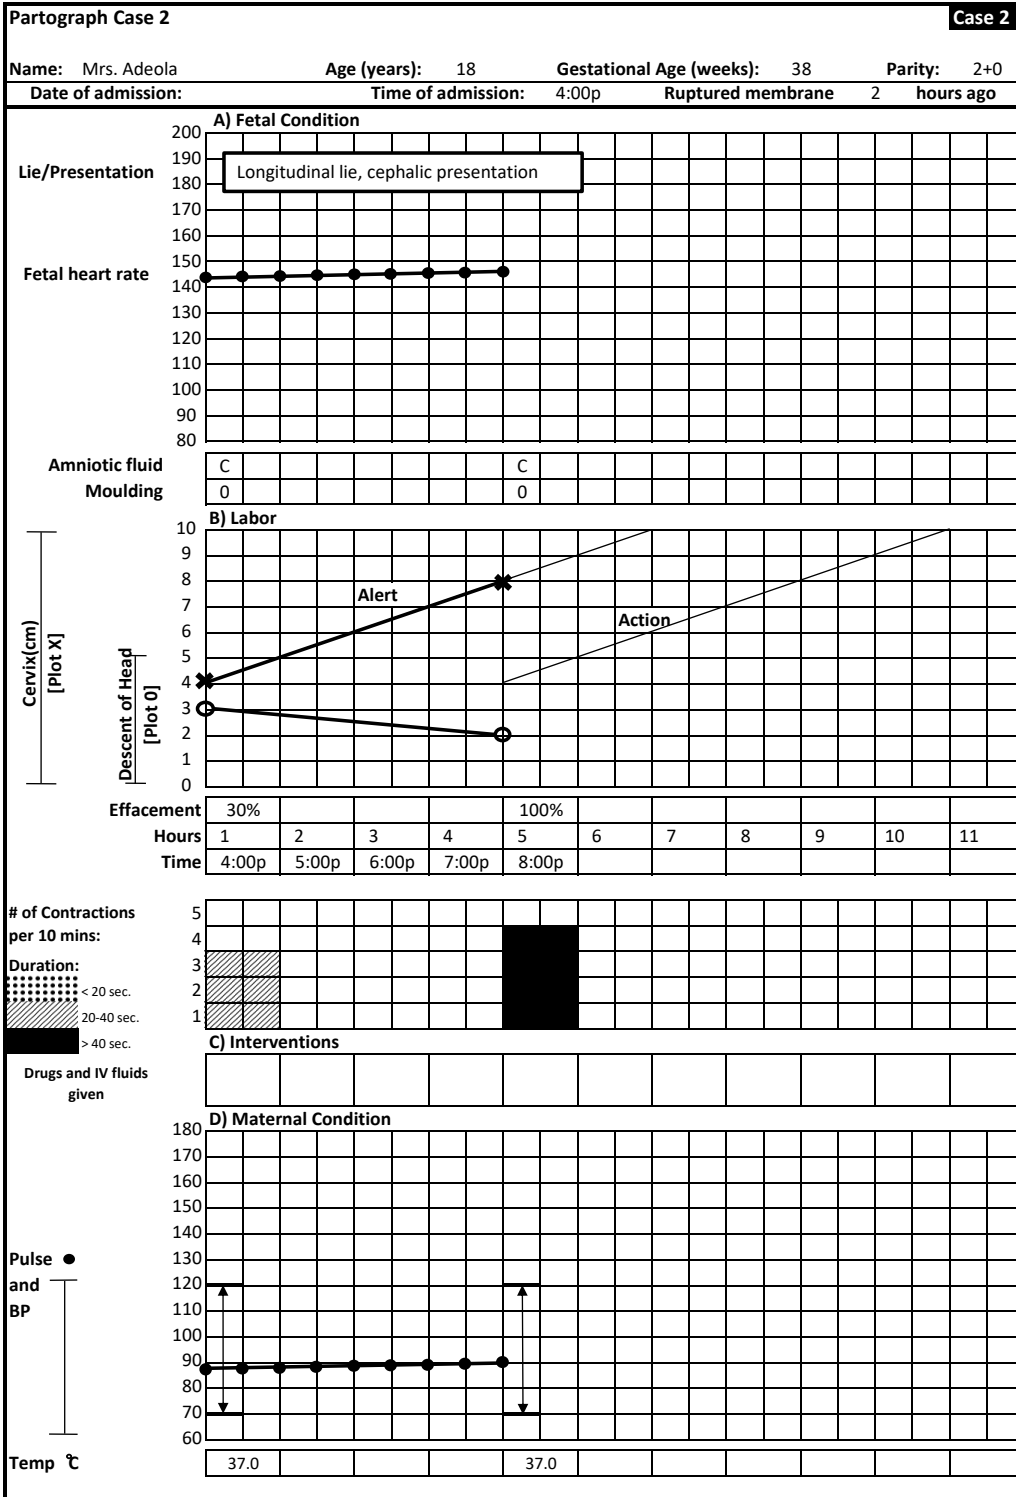 Partograph Case 2 Case 2
Name: Mrs. Adeola Age (years): 18 Gestational Age (weeks): 38 Parity: 2+0
Date of admission: Time of admission: 4:00p Ruptured membrane 2 hours ago
A) Fetal Condition
200
190
Lie/Presentation Longitudinal lie, cephalic presentation
180
170
160
150
Fetal heart rate
140
130
120
110
100
90
80
Amniotic fluid C C
Moulding 0 0
B) Labor
10
9
8
7
6
5
4
3
2
1
0
Alert
Action
Cervix(cm)
[Plot X]
Descent of Head
[Plot 0]
Effacement 30% 100%
Hours 1 2 3 4 5 6 7 8 9 10 11
Time 4:00p 5:00p 6:00p 7:00p 8:00p
# of Contractions 5
per 10 mins: 4
Duration: 3
< 20 sec. 2
20-40 sec. 1
> 40 sec.
C) Interventions
Drugs and IV fluids
given
D) Maternal Condition
180
170
160
150
140
130
120
110
100
90
80
70
60
Pulse ●
and
BP
Temp ℃ 37.0 37.0